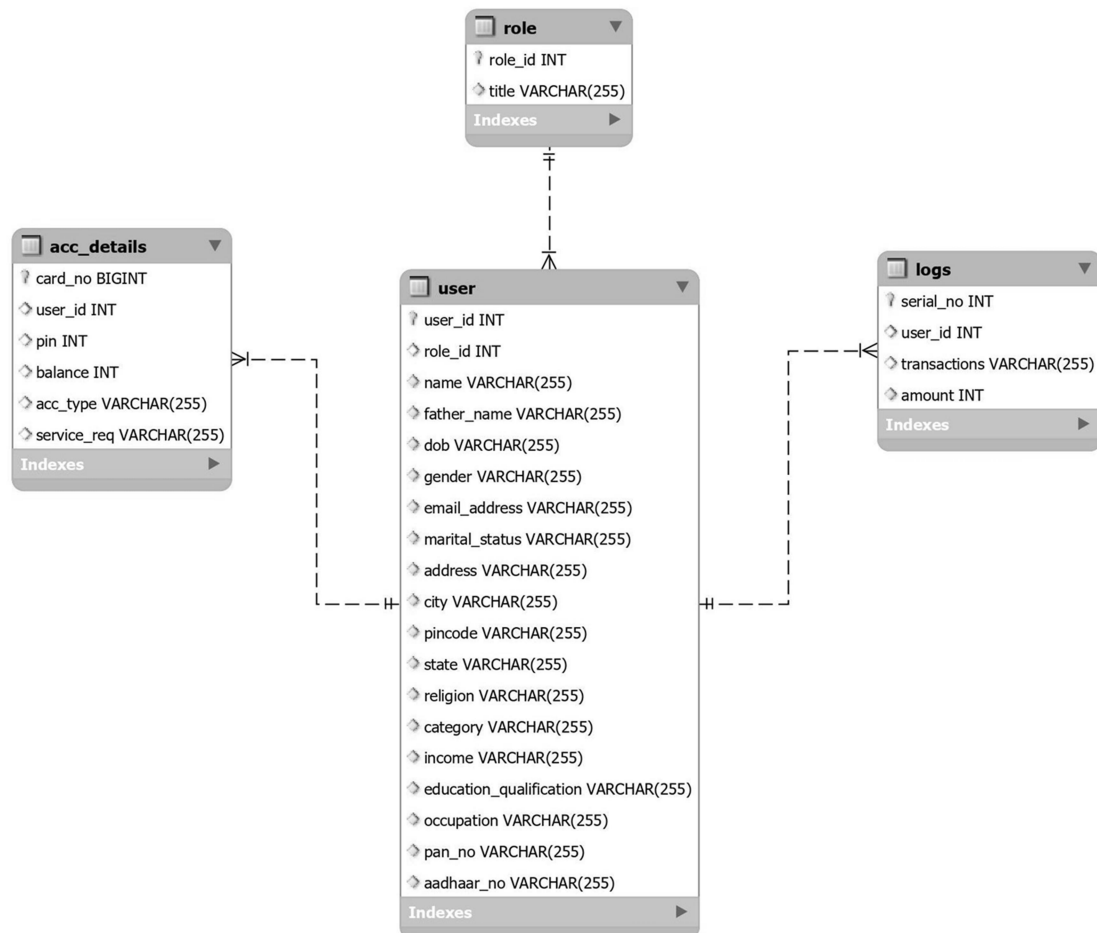 role
role_id INT
title VARCHAR(255)
Indexes
acc_details
card_no BIGINT
user_id INT
pin INT
balance INT
acc_type VARCHAR(255)
service_req VARCHAR(255)
Indexes
user
user_id INT
role_id INT
name VARCHAR(255)
father_name VARCHAR(255)
dob VARCHAR(255)
gender VARCHAR(255)
email_address VARCHAR(255)
marital_status VARCHAR(255)
address VARCHAR(255)
city VARCHAR(255)
pincode VARCHAR(255)
state VARCHAR(255)
religion VARCHAR(255)
category VARCHAR(255)
income VARCHAR(255)
education_qualification VARCHAR(255)
occupation VARCHAR(255)
pan_no VARCHAR(255)
aadhaar_no VARCHAR(255)
Indexes
logs
serial_no INT
user_id INT
transactions VARCHAR(255)
amount INT
Indexes